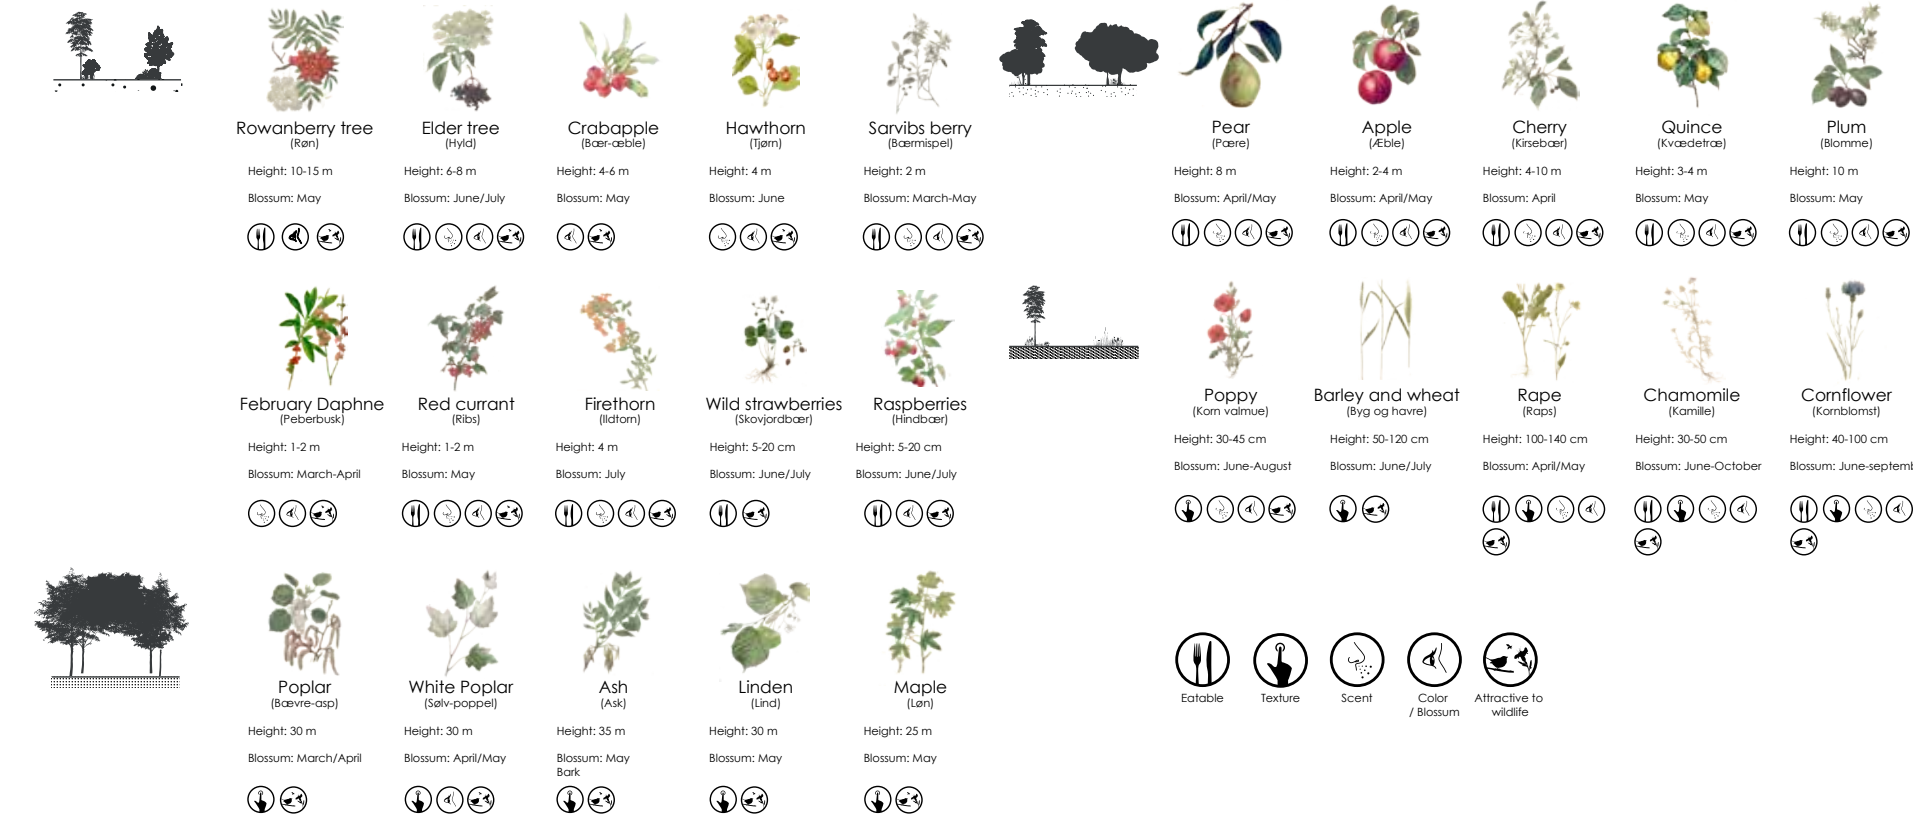 Rowanberry tree
(Røn)
Height: 10-15 m
Blossum: May
Elder tree
(Hyld)
Height: 6-8 m
Blossum: June/July
Crabapple
(Bær-æble)
Height: 4-6 m
Blossum: May
Hawthorn
(Tjørn)
Height: 4 m
Blossum: June
Sarvibs berry
(Bærmispel)
Height: 2 m
Blossum: March-May
Pear
(Pære)
Height: 8 m
Blossum: April/May
Apple
(Æble)
Height: 2-4 m
Blossum: April/May
Cherry
(Kirsebær)
Height: 4-10 m
Blossum: April
Quince
(Kvædetræ)
Height: 3-4 m
Blossum: May
Plum
(Blomme)
Height: 10 m
Blossum: May
February Daphne
(Peberbusk)
Height: 1-2 m
Blossum: March-April
Red currant
(Ribs)
Height: 1-2 m
Blossum: May
Firethorn
(Ildtorn)
Height: 4 m
Blossum: July
Wild strawberries
(Skovjordbær)
Height: 5-20 cm
Blossum: June/July
Raspberries
(Hindbær)
Height: 5-20 cm
Blossum: June/July
Poppy
(Korn valmue)
Height: 30-45 cm
Blossum: June-August
Barley and wheat
(Byg og havre)
Height: 50-120 cm
Blossum: June/July
Rape
(Raps)
Height: 100-140 cm
Blossum: April/May
Chamomile
(Kamille)
Height: 30-50 cm
Blossum: June-October
Cornflower
(Kornblomst)
Height: 40-100 cm
Blossum: June-septemb
Poplar
(Bævre-asp)
Height: 30 m
Blossum: March/April
White Poplar
(Sølv-poppel)
Height: 30 m
Blossum: April/May
Ash
(Ask)
Height: 35 m
Blossum: May
Bark
Linden
(Lind)
Height: 30 m
Blossum: May
Maple
(Løn)
Height: 25 m
Blossum: May
Eatable
Texture
Scent
Color
/ Blossum
Attractive to
wildlife